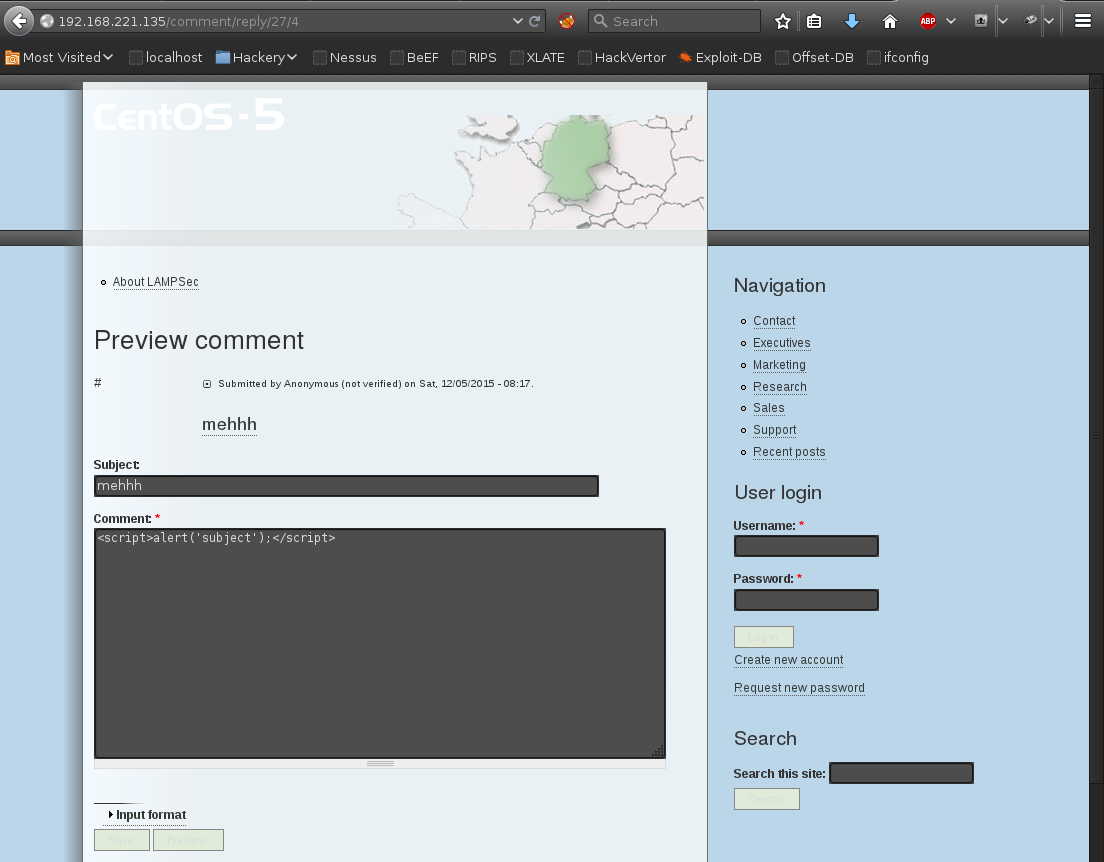 192.168.221.135/comment/reply/27/4
Search
ABP
Most Visited
localhost
Hackery
Nessus
BeEF
RIPS
XLATE
HackVertor
Exploit-DB
Offset-DB
ifconfig
CentOS-5
About LAMPSec
Preview comment
#
Submitted by Anonymous (not verified) on Sat, 12/05/2015 - 08:17.
mehhh
Subject:
mehhh
Comment: *
<script>alert('subject');</script>
Input format
Save
Preview
Navigation
Contact
Executives
Marketing
Research
Sales
Support
Recent posts
User login
Username: *
Password: *
Log in
Create new account
Request new password
Search
Search this site:
Search